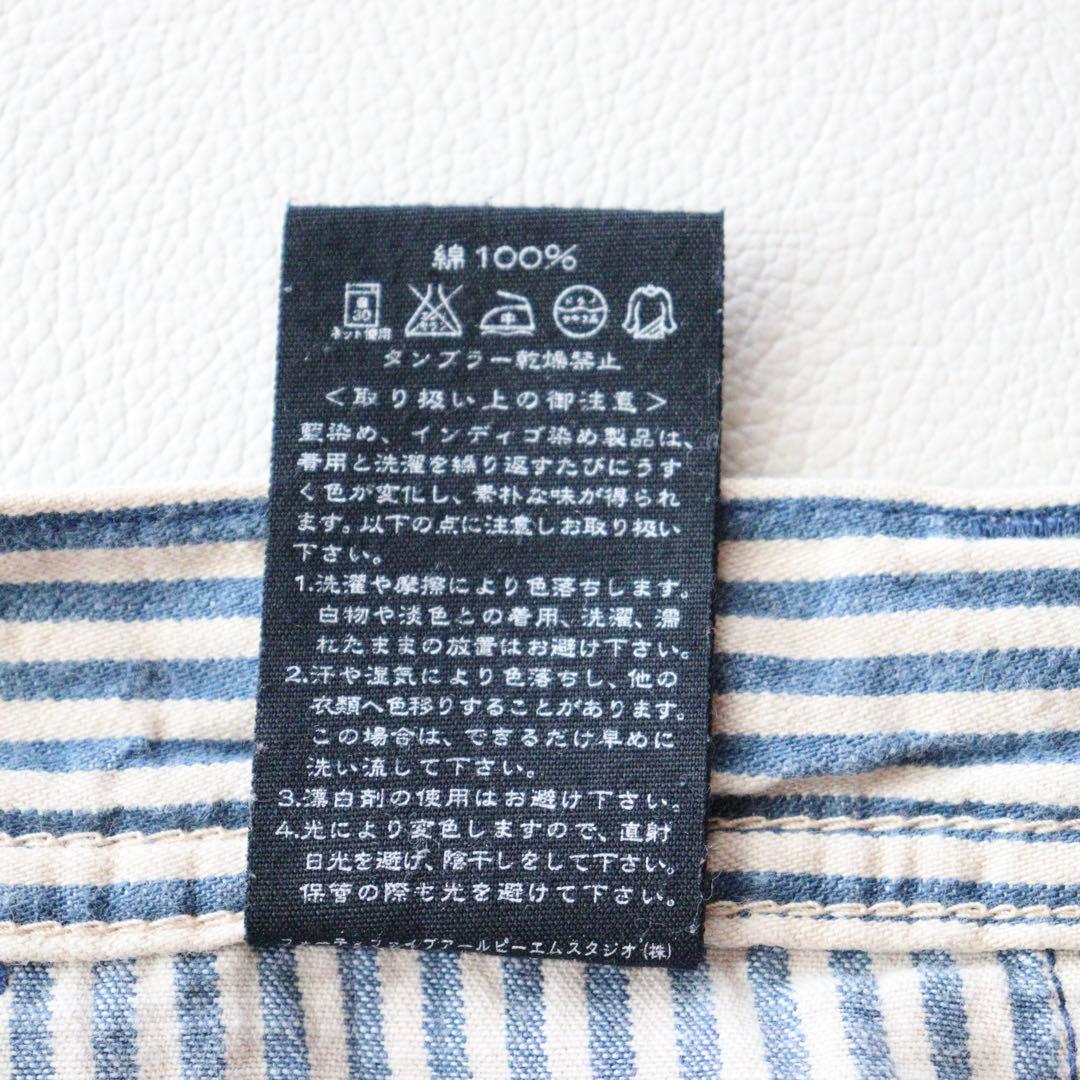 綿100%
30
ネット使用
中
タンブラー乾燥禁止
<取り扱い上の御注意>
藍染め、インディゴ染め製品は、
着用と洗濯を繰り返すたびにうす
く色が変化し、素朴な味が得られ
ます。以下の点に注意しお取り扱い
下さい。
1.洗濯や摩擦により色落ちします。
白物や淡色との着用、洗濯、濡
れたままの放置はお避け下さい。
2.汗や湿気により色落ちし、他の
衣類へ色移りすることがあります。
この場合は、できるだけ早めに
洗い流して下さい。
3.漂白剤の使用はお避け下さい。
4.光により変色しますので、直射
日光を避け、陰干しをして下さい。
保管の際も光を避けて下さい。
フォーティファイブアールピーエムスタジオ(株)